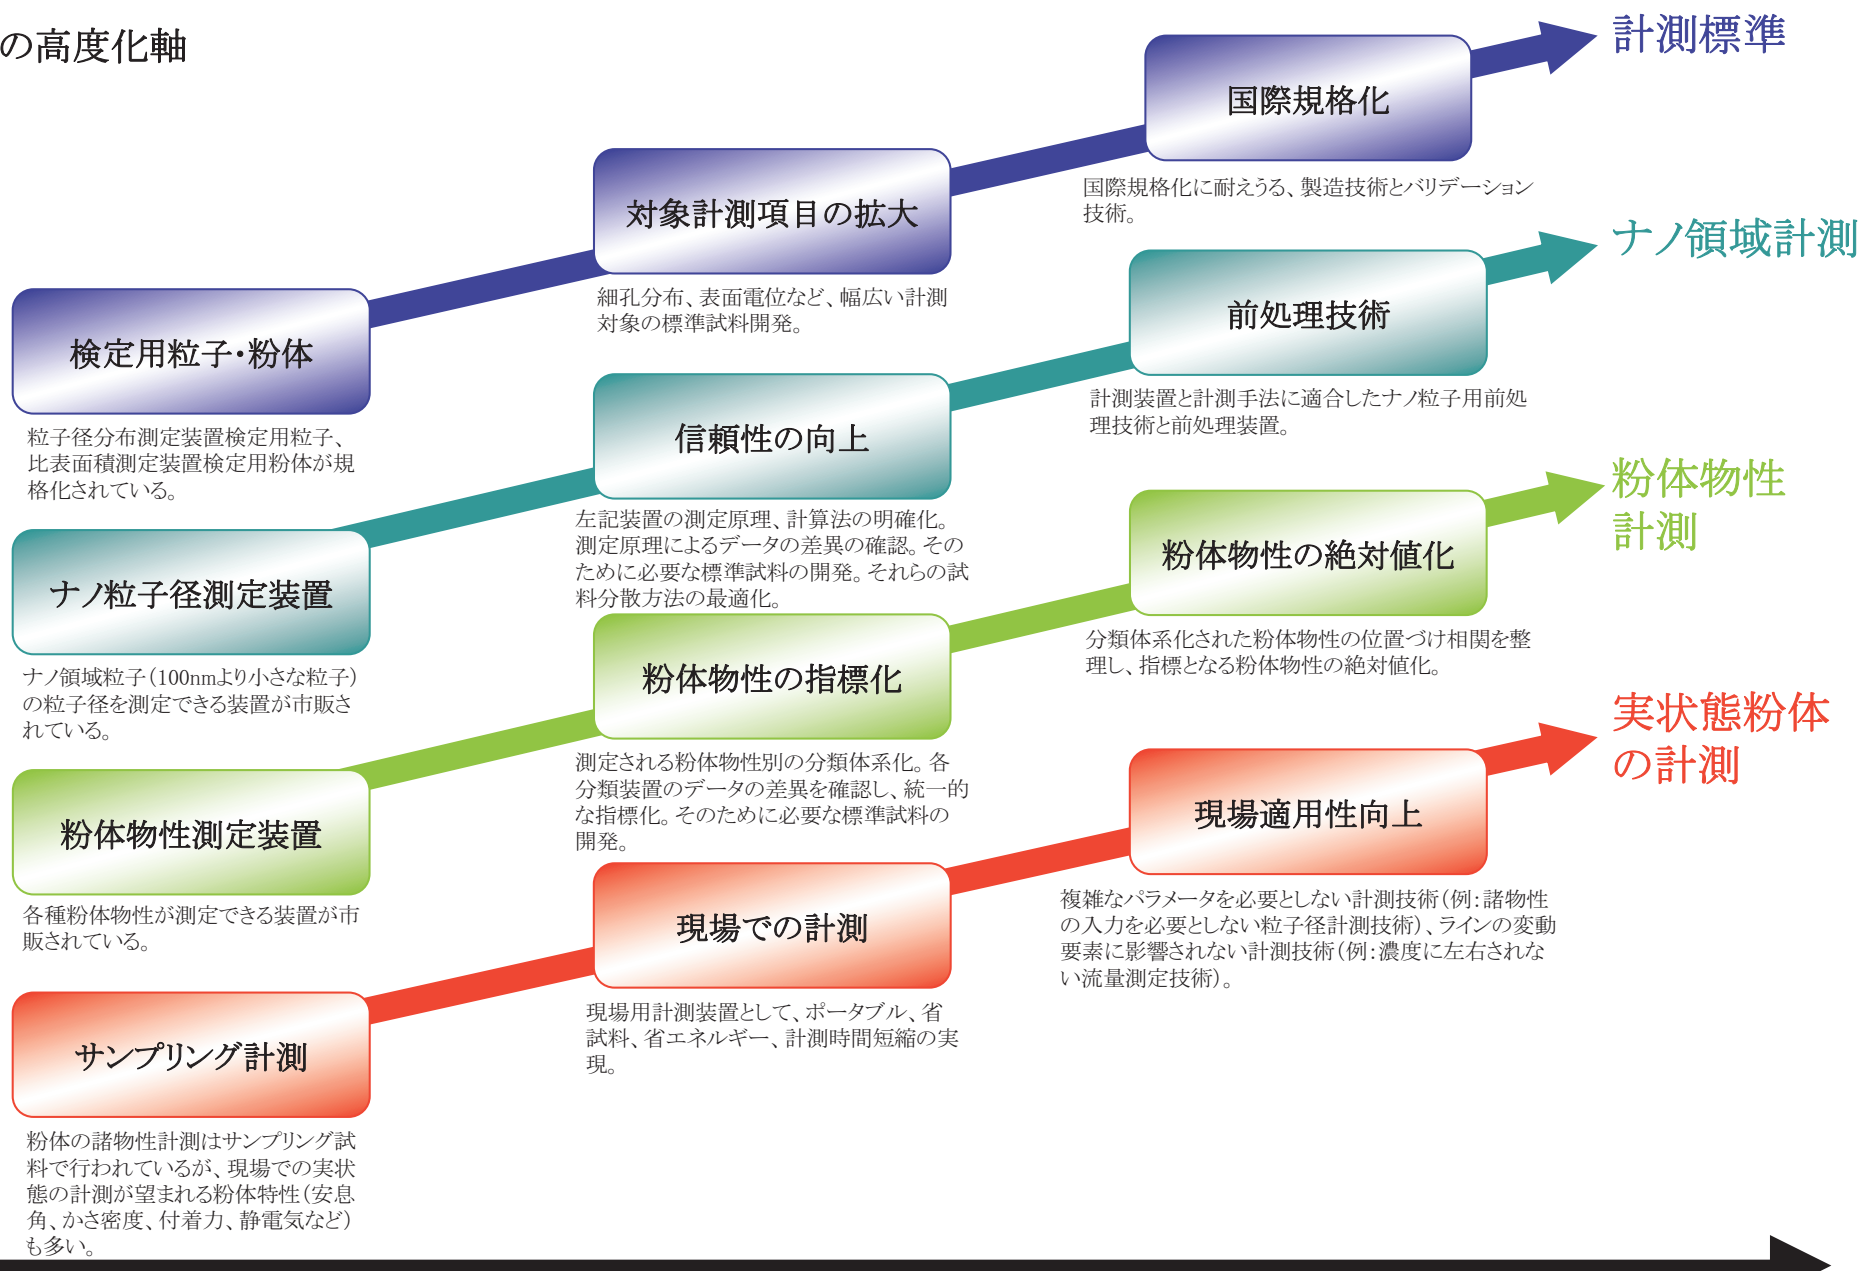 の高度化軸
計測標準
国際規格化
国際規格化に耐えうる、製造技術とバリデーション
技術。
対象計測項目の拡大
細孔分布、表面電位など、幅広い計測
対象の標準試料開発。
検定用粒子・粉体
粒子径分布測定装置検定用粒子、
比表面積測定装置検定用粉体が規
格化されている。
ナノ領域計測
前処理技術
計測装置と計測手法に適合したナノ粒子用前処
理技術と前処理装置。
信頼性の向上
左記装置の測定原理、計算法の明確化。
測定原理によるデータの差異の確認。その
ために必要な標準試料の開発。それらの試
料分散方法の最適化。
ナノ粒子径測定装置
ナノ領域粒子(100nmより小さな粒子)
の粒子径を測定できる装置が市販さ
れている。
粉体物性
計測
粉体物性の絶対値化
分類体系化された粉体物性の位置づけ相関を整
理し、指標となる粉体物性の絶対値化。
粉体物性の指標化
測定される粉体物性別の分類体系化。各
分類装置のデータの差異を確認し、統一的
な指標化。そのために必要な標準試料の
開発。
粉体物性測定装置
各種粉体物性が測定できる装置が市
販されている。
実状態粉体
の計測
現場適用性向上
複雑なパラメータを必要としない計測技術(例:諸物性
の入力を必要としない粒子径計測技術)、ラインの変動
要素に影響されない計測技術(例:濃度に左右されな
い流量測定技術)。
現場での計測
現場用計測装置として、ポータブル、省
試料、省エネルギー、計測時間短縮の実
現。
サンプリング計測
粉体の諸物性計測はサンプリング試
料で行われているが、現場での実状
態の計測が望まれる粉体特性(安息
角、かさ密度、付着力、静電気など)
も多い。